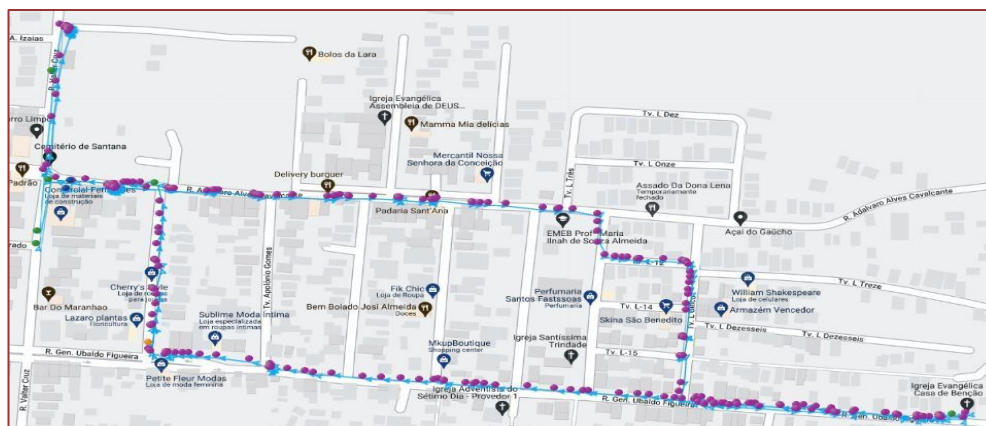 A. Izaias
R. Valter Cruz
Bolos da Lara
Igreja Evangélica
Assembleia de DEUS...
Mamma Mia delícias
Cemitério de Santana
Padrão
Loja de materiais
de construção
Delivery burguer
Mercantil Nossa
Senhora da Conceição
Padaria Sant'Ana
Tv. L Dez
Tv. L Onze
Tv. L Três
Assado Da Dona Lena
Temporariamente
fechado
EMEB Profª Maria
Ilnah de Souza Almeida
Açaí do Gaúcho
R. Adalvaro Alves Cavalcante
Bar Do Maranhao
Lazaro plantas
Floricultura
Tv. Apolônio Gomes
Sublime Moda Íntima
Loja especializada
em roupas íntimas
Fik Chic
Loja de Roupa
Bem Bolado Josi Almeida
Doces
Perfumaria
Santos Fastssoas
Perfumaria
Tv. L-14
Skina São Benedito
William Shakespeare
Loja de celulares
Armazém Vencedor
Tv. L Treze
Tv. L Dezesseis
Tv. L-15
Igreja Santíssima
Trindade
MkupBoutique
Shopping center
R. Gen. Ubaldo Figueira
Petite Fleur Modas
Loja de moda feminina
R. Valter Cruz
Igreja Adventista do
Sétimo Dia - Provedor 1
R. Gen. Ubaldo Figueira
Igreja Evangélica
Casa de Benção